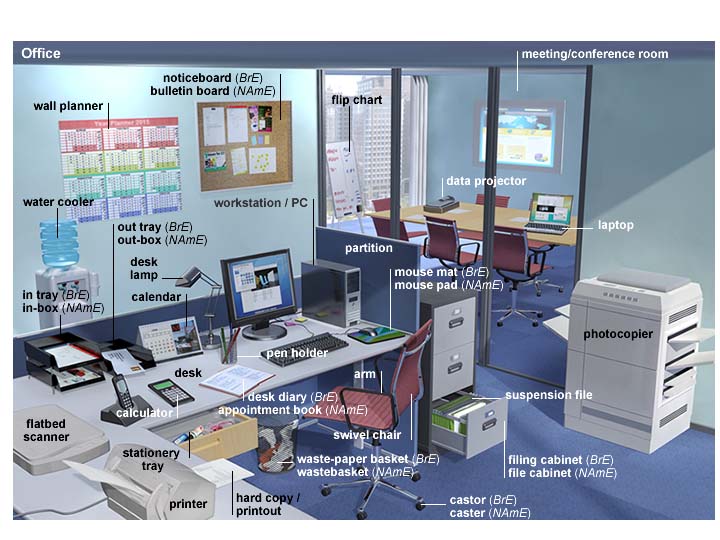 Office
meeting/conference room
noticeboard (BrE)
bulletin board (NAmE)
wall planner
flip chart
Year Planner 2015
data projector
water cooler
workstation / PC
laptop
out tray (BrE)
out-box (NAmE)
partition
desk
lamp
mouse mat (BrE)
mouse pad (NAmE)
in tray (BrE)
in-box (NAmE)
calendar
photocopier
pen holder
desk
arm
desk diary (BrE)
appointment book (NAmE)
suspension file
calculator
flatbed
scanner
swivel chair
stationery
tray
waste-paper basket (BrE)
wastebasket (NAmE)
filing cabinet (BrE)
file cabinet (NAmE)
printer
hard copy /
printout
castor (BrE)
caster (NAmE)